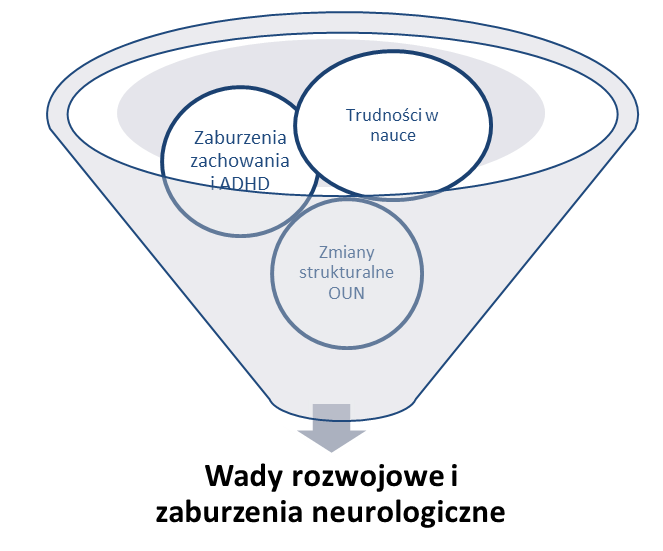 Zaburzenia
zachowania
i ADHD
Trudności w
nauce
Zmiany
strukturalne
OUN
Wady rozwojowe i
zaburzenia neurologiczne